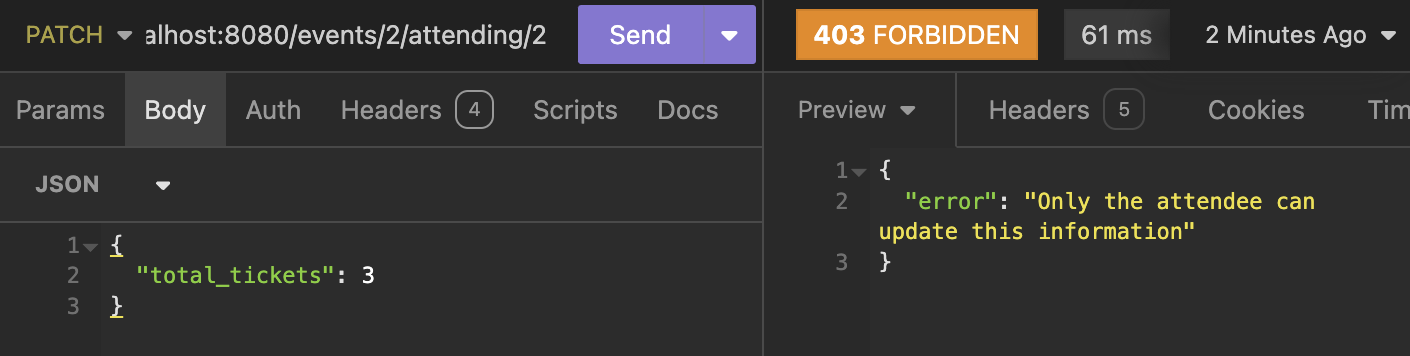 PATCH alhost:8080/events/2/attending/2 Send
403 FORBIDDEN 61 ms 2 Minutes Ago
Params Body Auth Headers 4 Scripts Docs
Preview Headers 5 Cookies Tim
JSON
1 {
2 "total_tickets": 3
3 }
1 {
2 "error": "Only the attendee can
update this information"
3 }